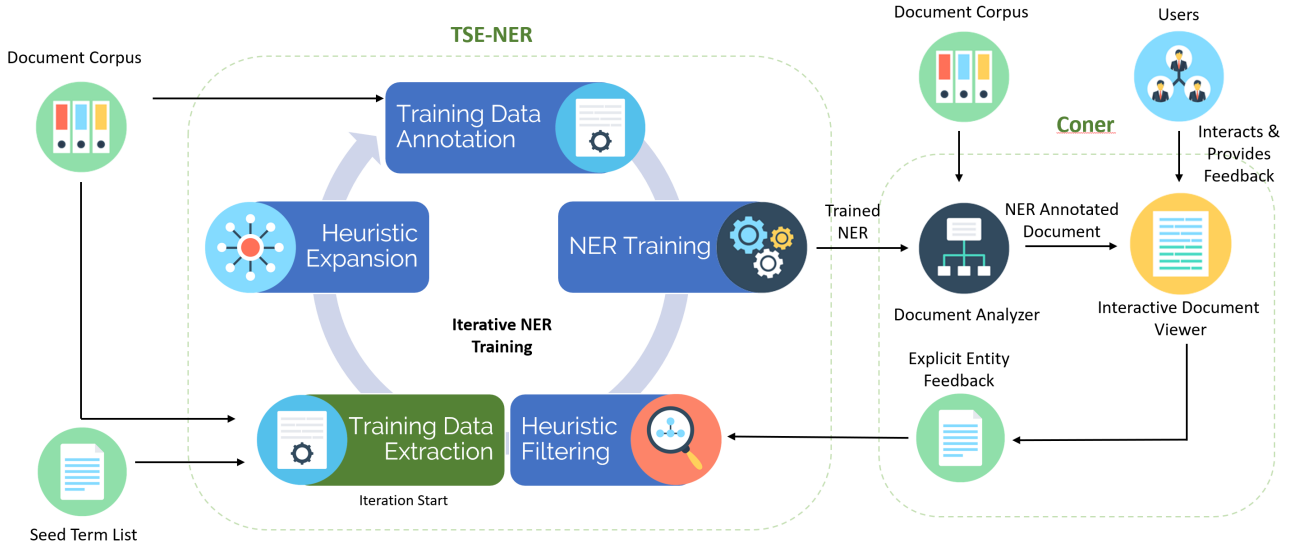 TSE-NER
Document Corpus
Document Corpus
Users
Training Data
Annotation
Coner
Interacts &
Provides
Feedback
Heuristic
Expansion
NER Training
Trained
NER
NER Annotated
Document
Document Analyzer
Interactive Document
Viewer
Iterative NER
Training
Explicit Entity
Feedback
Training Data
Extraction
Heuristic
Filtering
Iteration Start
Seed Term List